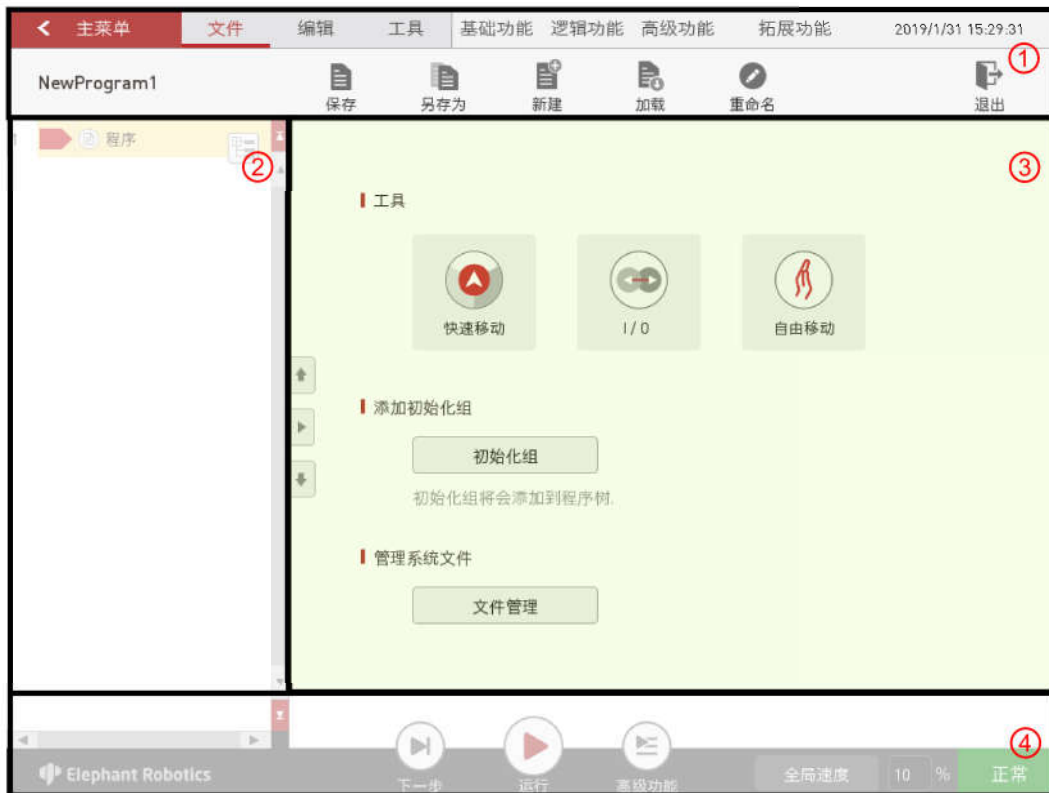 主菜单 文件 编辑 工具 基础功能 逻辑功能 高级功能 拓展功能 2019/1/31 15:29:31
①
NewProgram1 保存 另存为 新建 加载 重命名 退出
1 程序
②
③
工具
快速移动 I/O 自由移动
添加初始化组
初始化组
初始化组将会添加到程序树.
管理系统文件
文件管理
④
Elephant Robotics 下一步 运行 高级功能 全局速度 10 % 正常